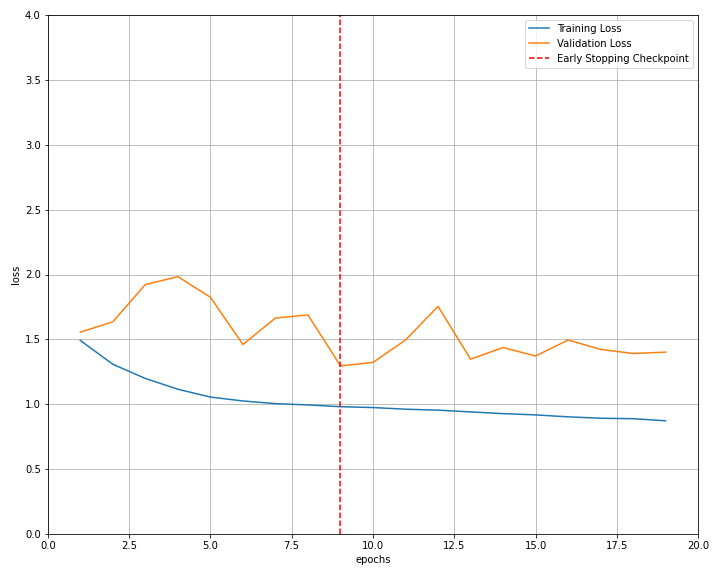 Training Loss
Validation Loss
Early Stopping Checkpoint
4.0
3.5
3.0
2.5
2.0
1.5
1.0
0.5
0.0
loss
0.0 2.5 5.0 7.5 10.0 12.5 15.0 17.5 20.0
epochs